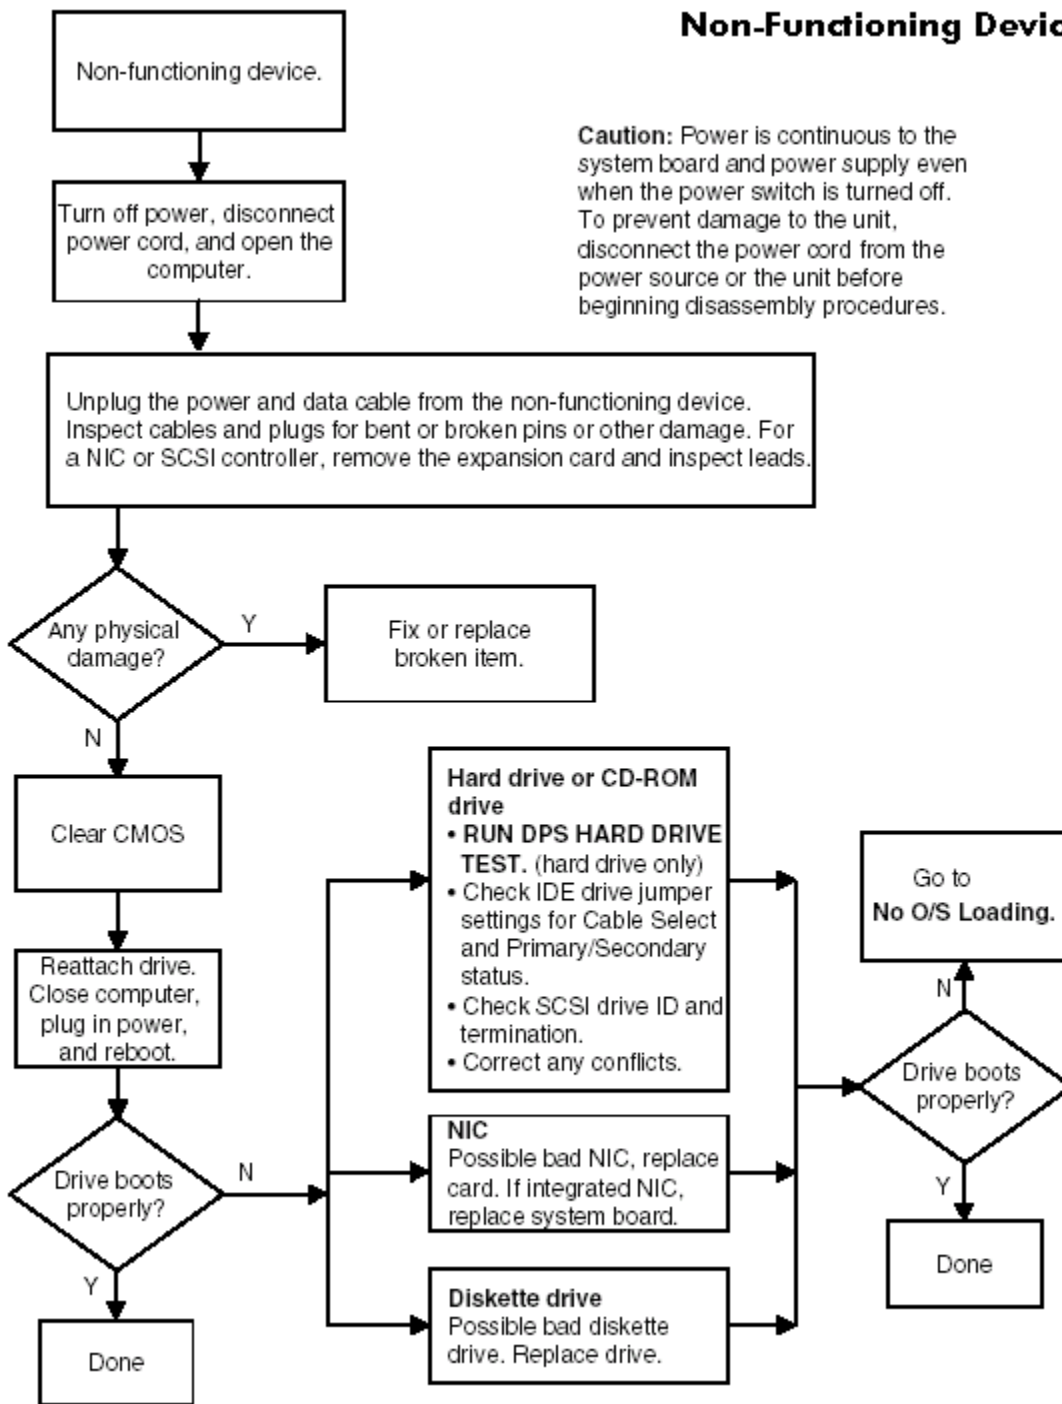 Non-Functioning Devic
Non-functioning device.
Caution: Power is continuous to the
system board and power supply even
when the power switch is turned off.
To prevent damage to the unit,
disconnect the power cord from the
power source or the unit before
beginning disassembly procedures.
Turn off power, disconnect
power cord, and open the
computer.
Unplug the power and data cable from the non-functioning device.
Inspect cables and plugs for bent or broken pins or other damage. For
a NIC or SCSI controller, remove the expansion card and inspect leads.
Any physical
damage?
Y
Fix or replace
broken item.
N
Clear CMOS
Reattach drive.
Close computer,
plug in power,
and reboot.
Drive boots
properly?
Y
Done
N
Hard drive or CD-ROM
drive
• RUN DPS HARD DRIVE
TEST. (hard drive only)
• Check IDE drive jumper
settings for Cable Select
and Primary/Secondary
status.
• Check SCSI drive ID and
termination.
• Correct any conflicts.
NIC
Possible bad NIC, replace
card. If integrated NIC,
replace system board.
Diskette drive
Possible bad diskette
drive. Replace drive.
Go to
No O/S Loading.
N
Drive boots
properly?
Y
Done